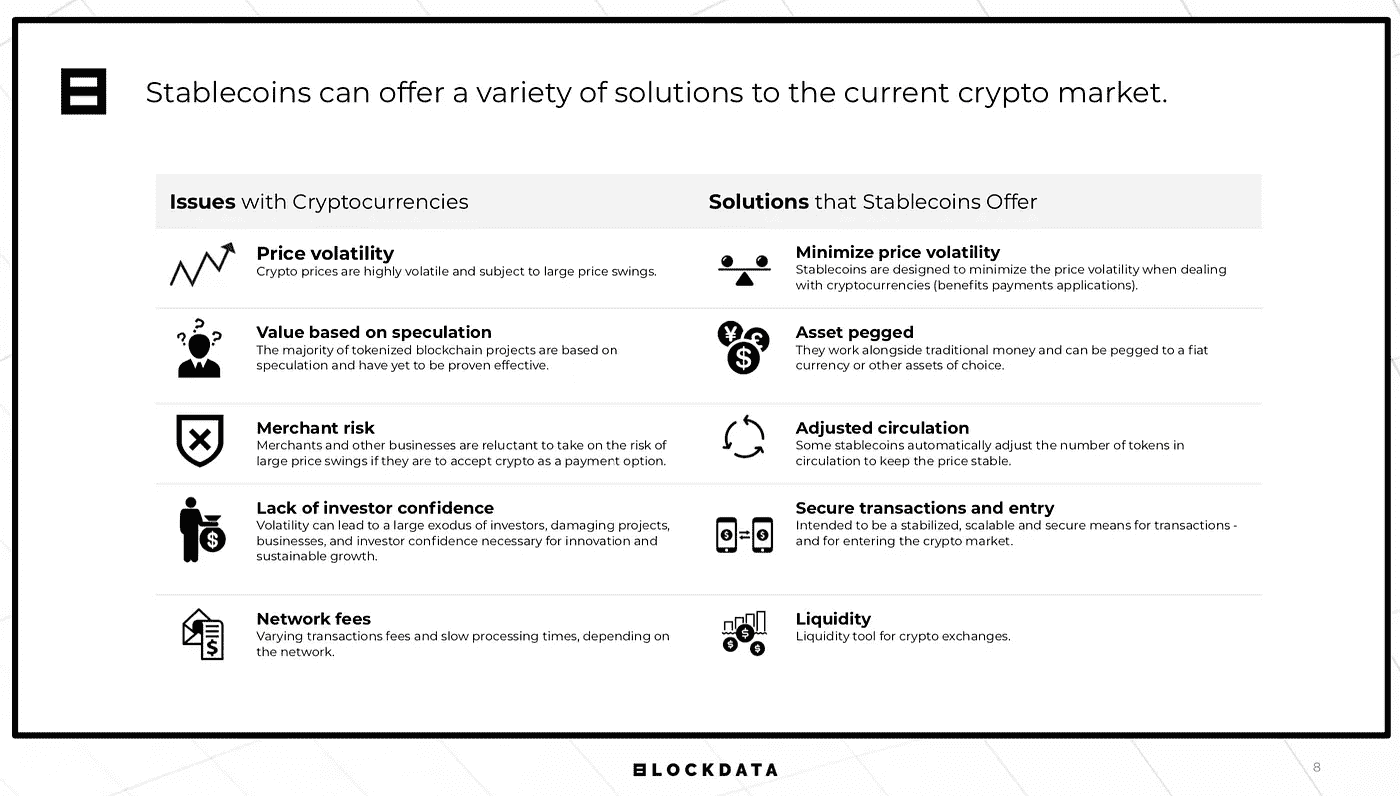 Stablecoins can offer a variety of solutions to the current crypto market.
Issues with Cryptocurrencies
Solutions that Stablecoins Offer
Price volatility
Crypto prices are highly volatile and subject to large price swings.
Minimize price volatility
Stablecoins are designed to minimize the price volatility when dealing
with cryptocurrencies (benefits payments applications).
? ? ?
Value based on speculation
The majority of tokenized blockchain projects are based on
speculation and have yet to be proven effective.
¥ £
$
Asset pegged
They work alongside traditional money and can be pegged to a fiat
currency or other assets of choice.
Merchant risk
Merchants and other businesses are reluctant to take on the risk of
large price swings if they are to accept crypto as a payment option.
Adjusted circulation
Some stablecoins automatically adjust the number of tokens in
circulation to keep the price stable.
$
Lack of investor confidence
Volatility can lead to a large exodus of investors, damaging projects,
businesses, and investor confidence necessary for innovation and
sustainable growth.
$ $
Secure transactions and entry
Intended to be a stabilized, scalable and secure means for transactions -
and for entering the crypto market.
$
Network fees
Varying transactions fees and slow processing times, depending on
the network.
$
$ $
Liquidity
Liquidity tool for crypto exchanges.
BLOCKDATA
8